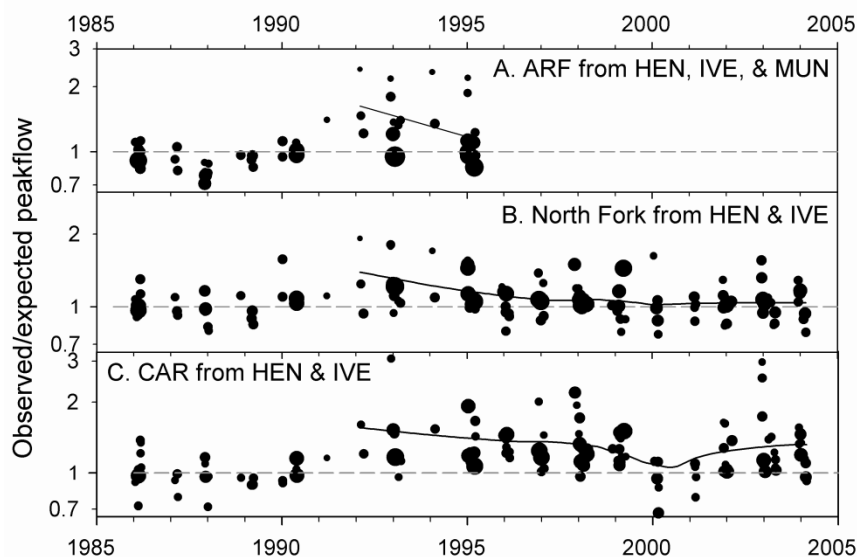 1985 1990 1995 2000 2005
3
A. ARF from HEN, IVE, & MUN
2
1
0.7
B. North Fork from HEN & IVE
2
1
0.7
3
C. CAR from HEN & IVE
2
1
0.7
1985 1990 1995 2000 2005
Observed/expected peakflow